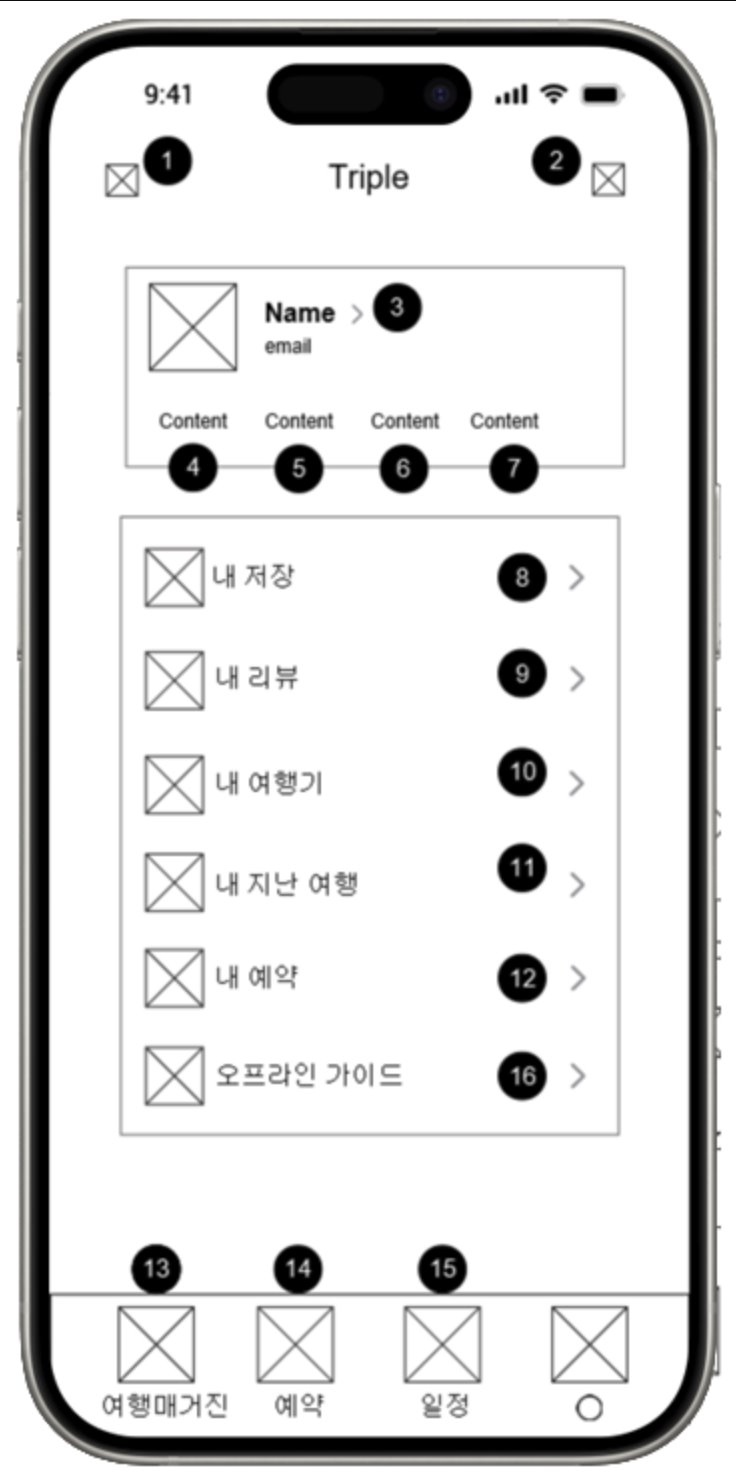 9:41
1
Triple
2
Name
3
email
Content Content Content Content
4 5 6 7
내 저장
8
내 리뷰
9
내 여행기
10
내 지난 여행
11
내 예약
12
오프라인 가이드
16
13 14 15
여행매거진 예약 일정